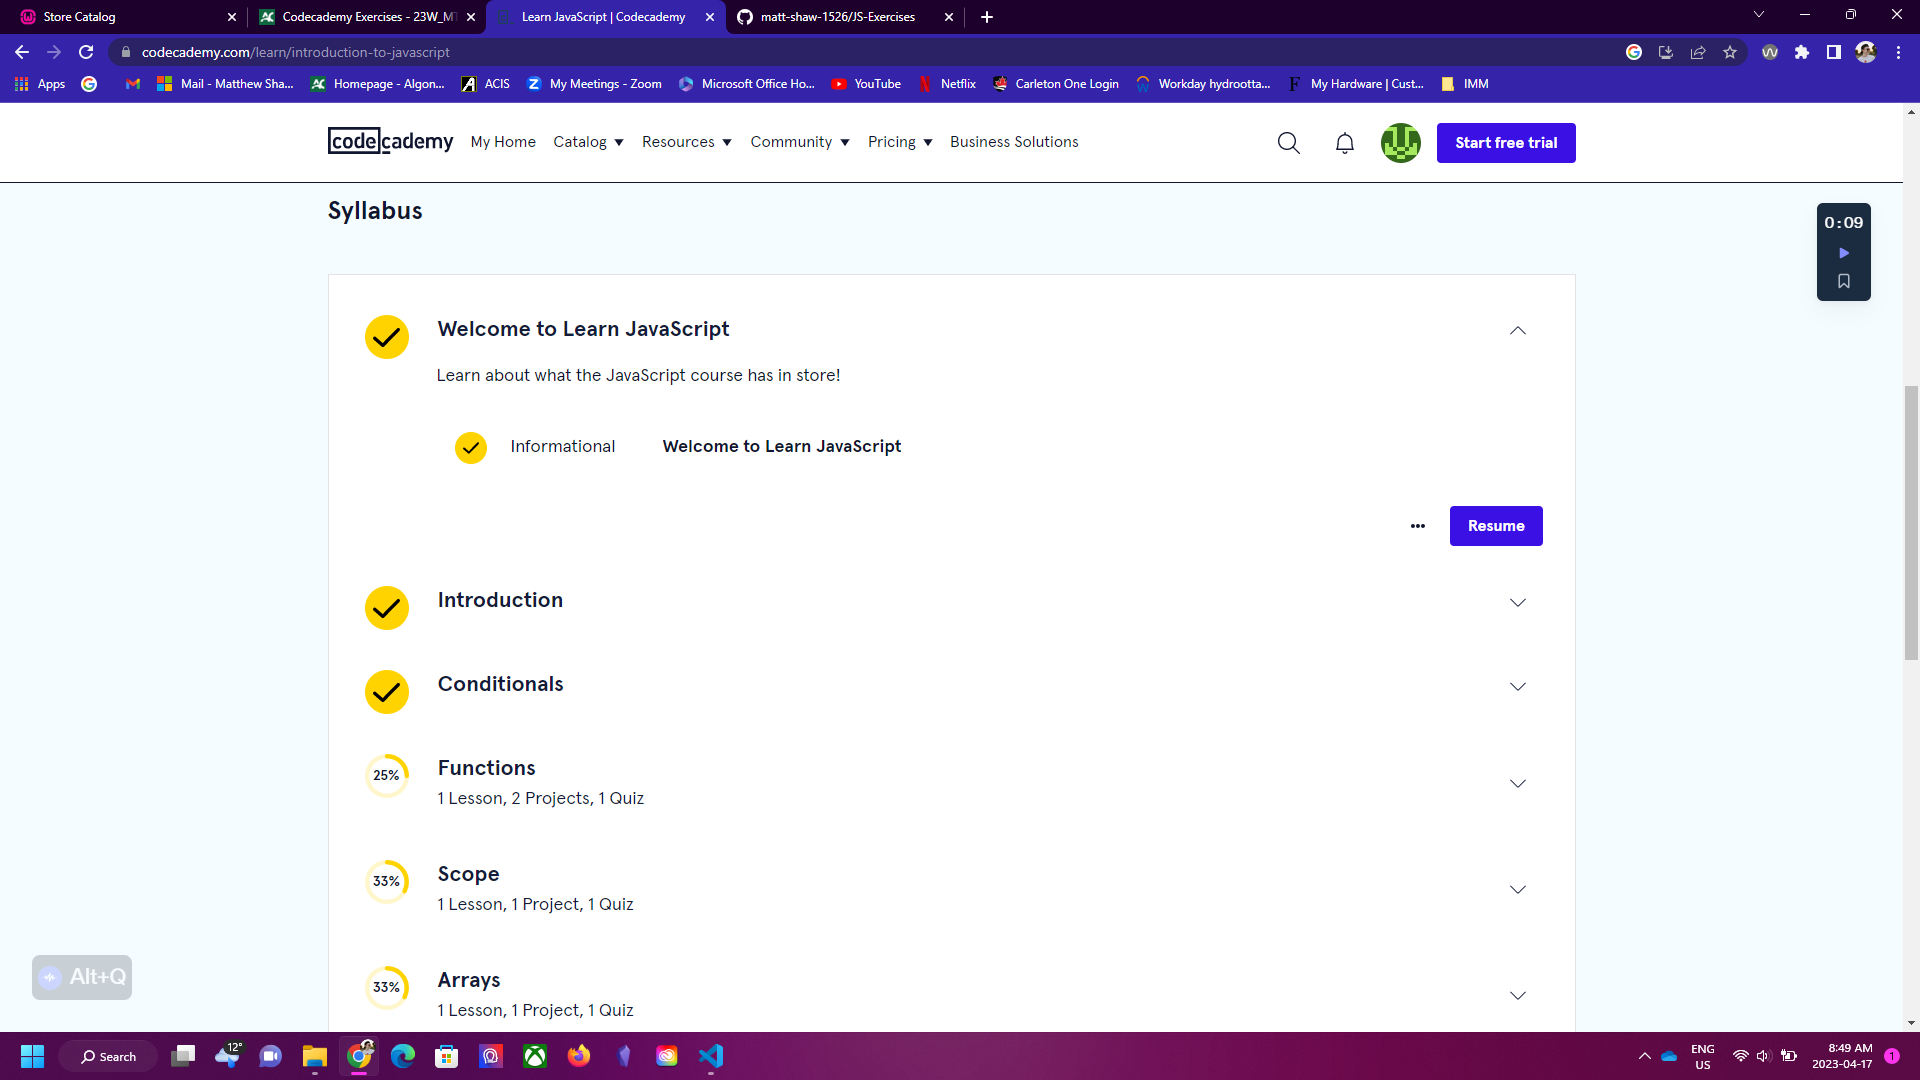 Store Catalog
Codecademy Exercises - 23W_MT
Learn JavaScript | Codecademy
matt-shaw-1526/JS-Exercises
codecademy.com/learn/introduction-to-javascript
Apps
Mail - Matthew Sha...
Homepage - Algon...
ACIS
My Meetings - Zoom
Microsoft Office Ho...
YouTube
Netflix
Carleton One Login
Workday hydrootta...
My Hardware | Cust...
IMM
codecademy
My Home
Catalog
Resources
Community
Pricing
Business Solutions
Start free trial
Syllabus
0:09
Welcome to Learn JavaScript
Learn about what the JavaScript course has in store!
Informational
Welcome to Learn JavaScript
Resume
Introduction
Conditionals
25%
Functions
1 Lesson, 2 Projects, 1 Quiz
33%
Scope
1 Lesson, 1 Project, 1 Quiz
33%
Arrays
1 Lesson, 1 Project, 1 Quiz
Alt+Q
Search
12°
ENG
US
8:49 AM
2023-04-17
1